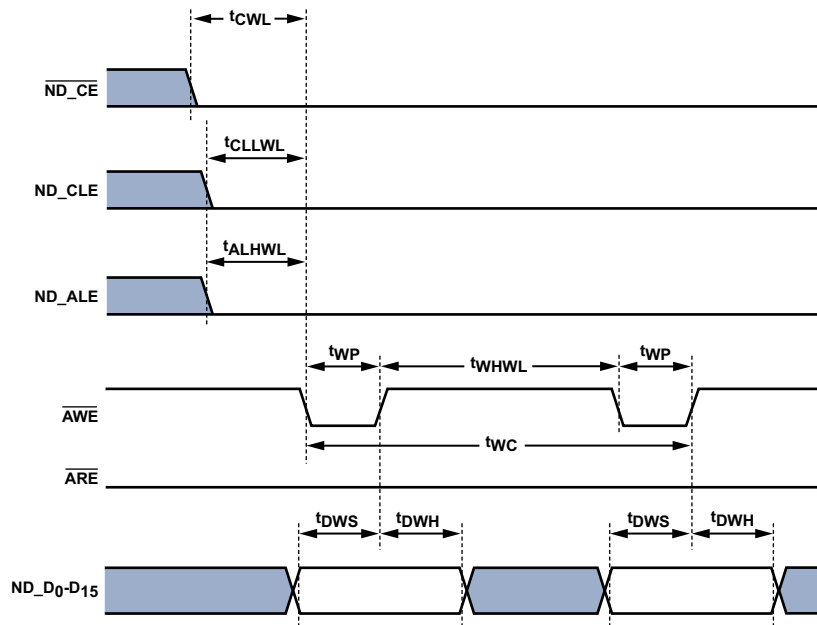 tCWL
ND_CE
tCLLWL
ND_CLE
tALHWL
ND_ALE
tWP tWHWL tWP
AWE
tWC
ARE
tDWS tDWH tDWS tDWH
ND_D0-D15